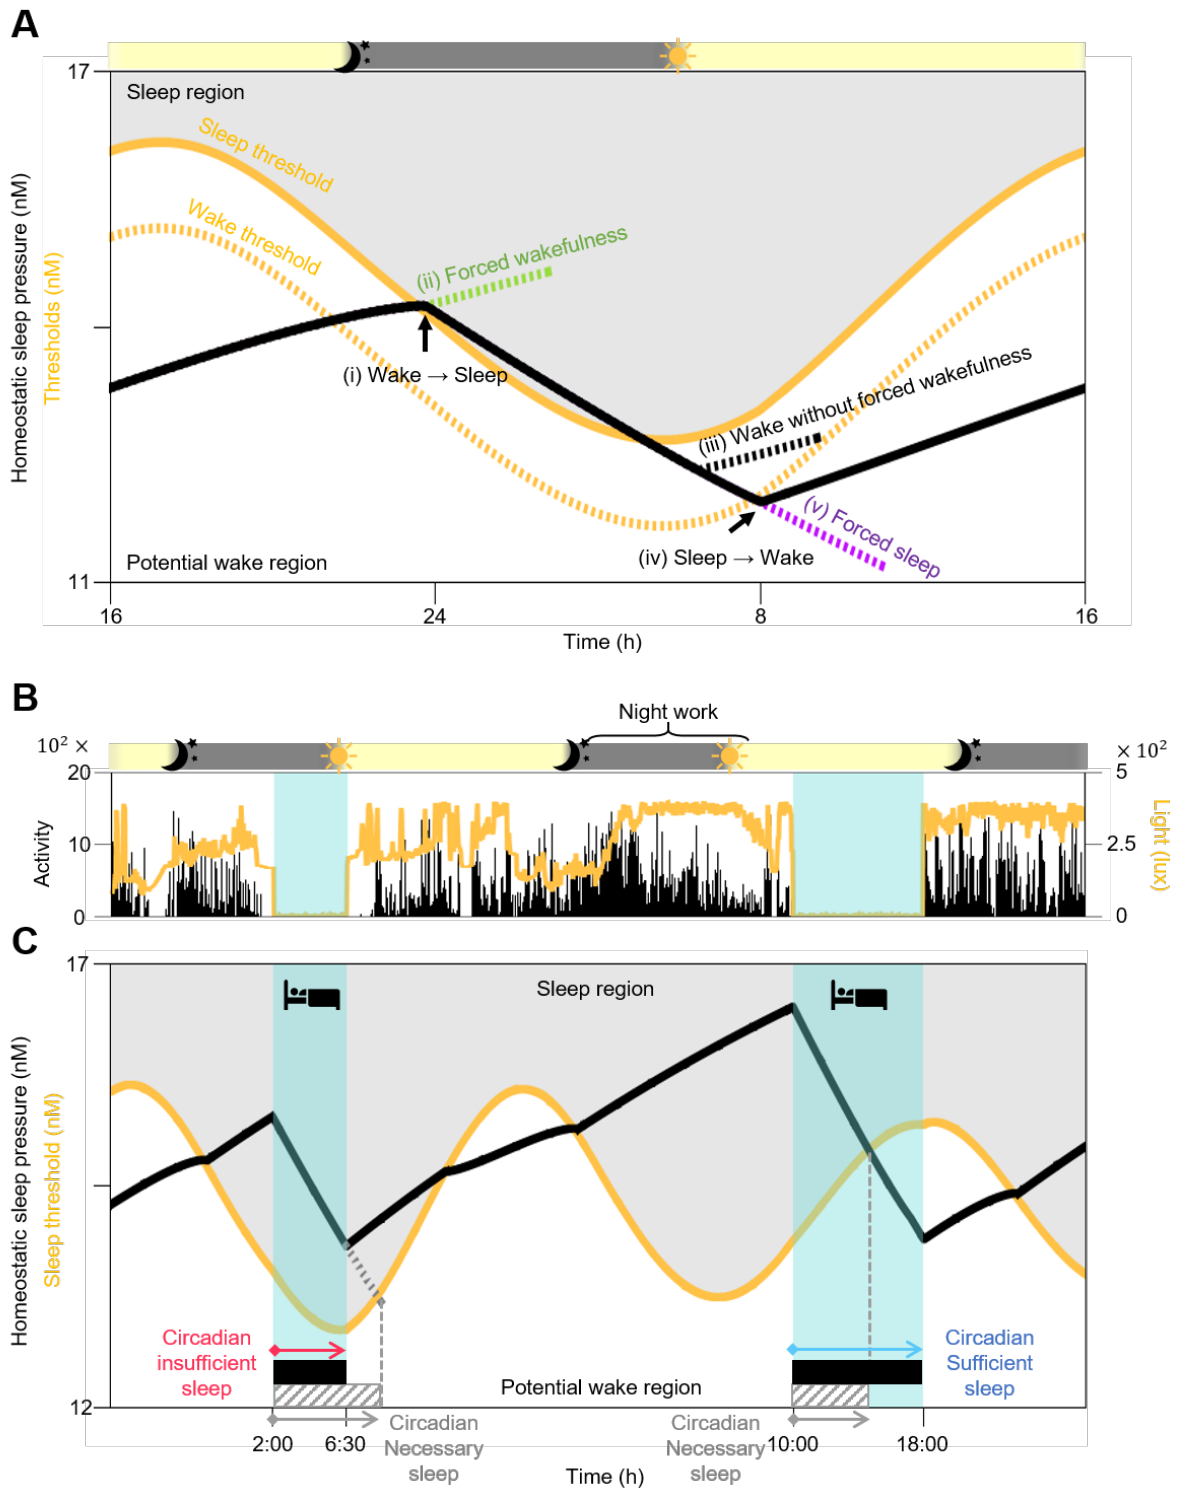 A
17
Sleep region
Sleep threshold
Wake threshold
(ii) Forced wakefulness
(i) Wake → Sleep
(iii) Wake without forced wakefulness
(iv) Sleep → Wake
(v) Forced sleep
Potential wake region
11
Homeostatic sleep pressure (nM)
Thresholds (nM)
16
24
8
16
Time (h)
B
Night work
10² ×
× 10²
20
10
0
Activity
5
2.5
0
Light (lux)
C
17
Sleep region
Homeostatic sleep pressure (nM)
Sleep threshold (nM)
Circadian
insufficient
sleep
Circadian
Sufficient
sleep
Potential wake region
12
Circadian
Necessary
sleep
Circadian
Necessary
sleep
2:00
6:30
10:00
18:00
Time (h)